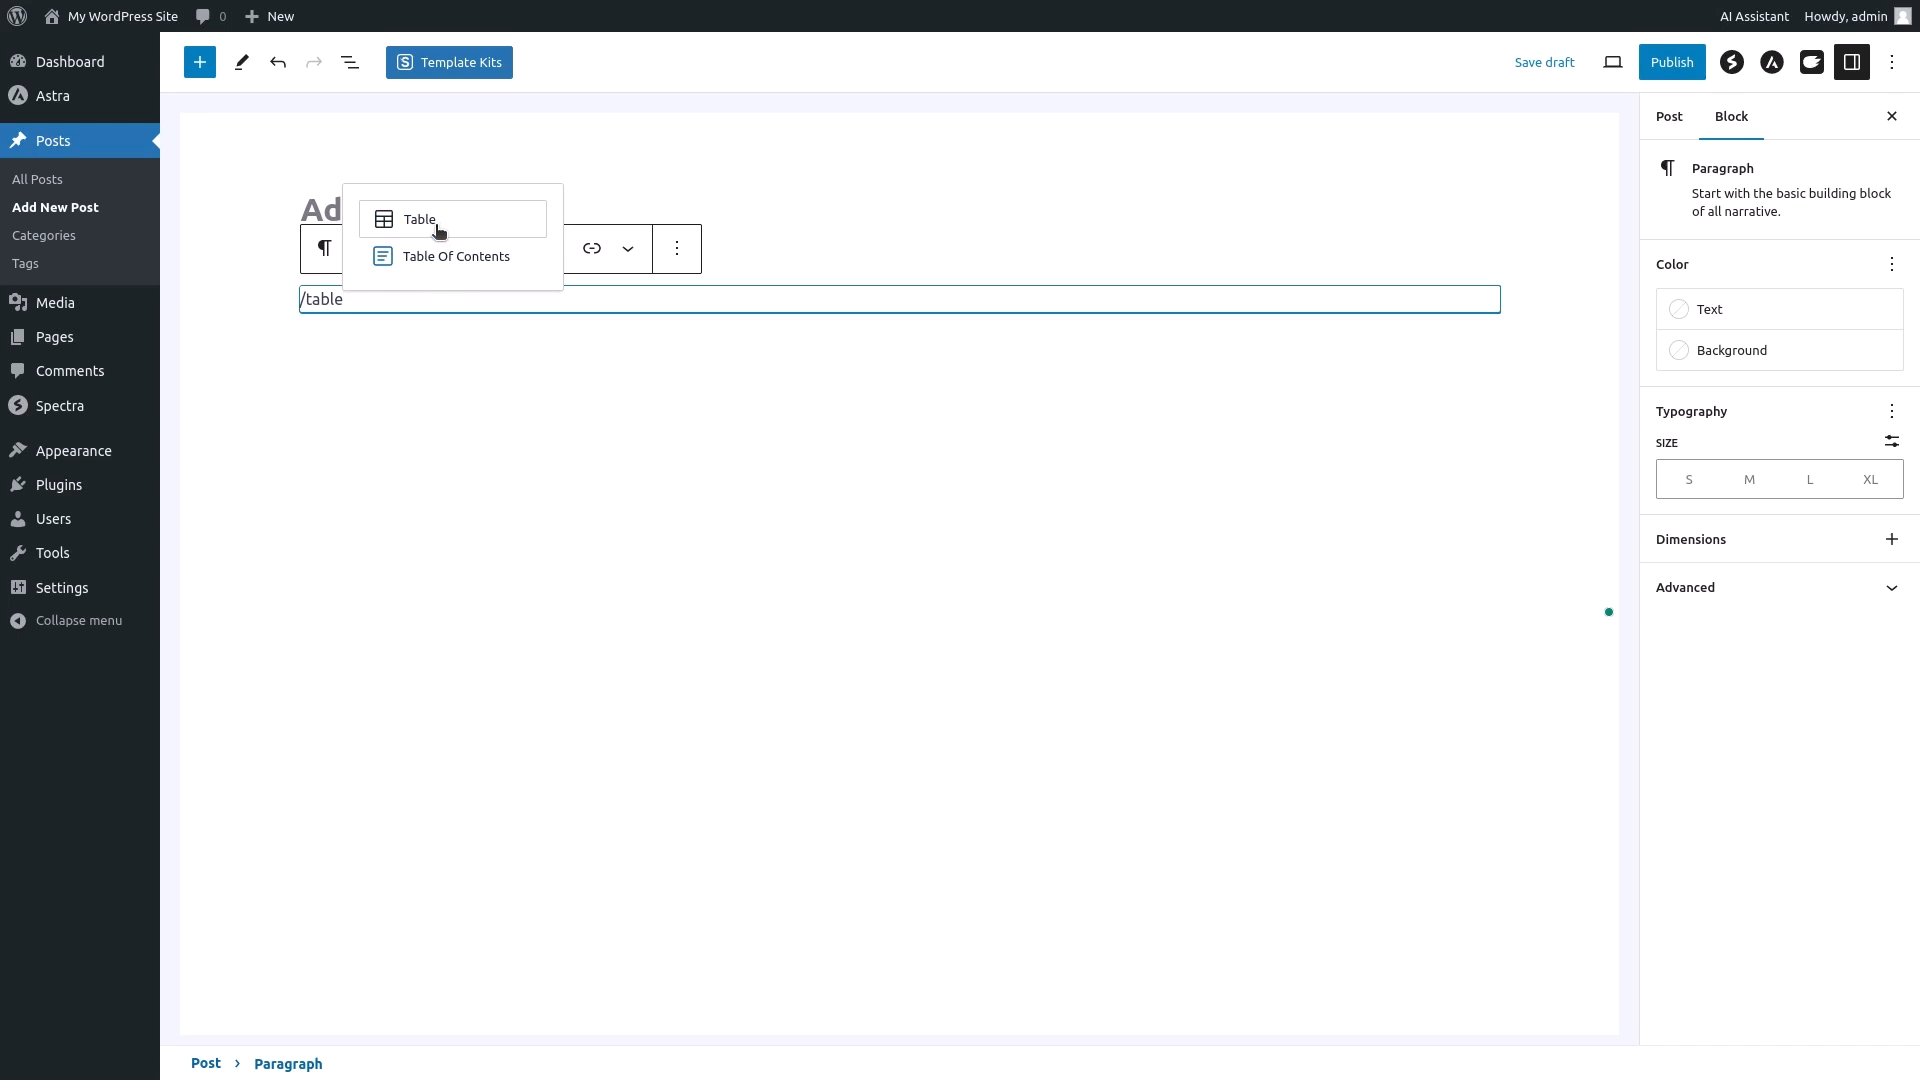 My WordPress Site
0
New
AI Assistant
Howdy, admin
Dashboard
Astra
Posts
All Posts
Add New Post
Categories
Tags
Media
Pages
Comments
Spectra
Appearance
Plugins
Users
Tools
Settings
Collapse menu
Template Kits
Save draft
Publish
Ad
Table
Table Of Contents
/table
Post
Block
Paragraph
Start with the basic building block
of all narrative.
Color
Text
Background
Typography
SIZE
S M L XL
Dimensions
Advanced
Post › Paragraph